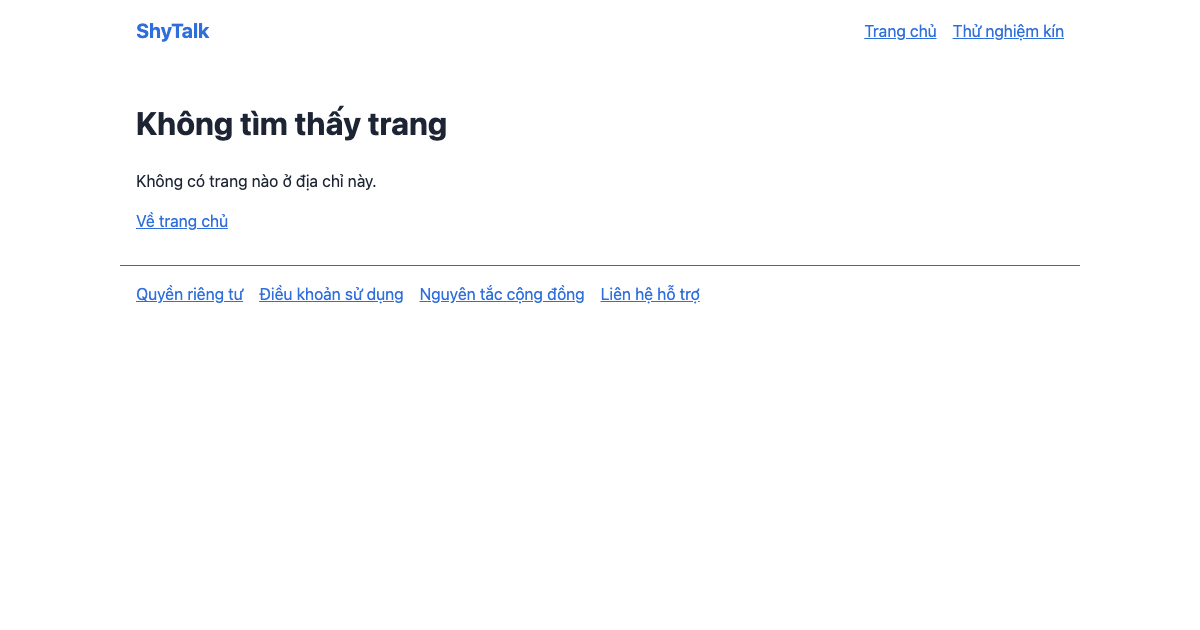 ShyTalk
Trang chủ Thử nghiệm kín
Không tìm thấy trang
Không có trang nào ở địa chỉ này.
Về trang chủ
Quyền riêng tư Điều khoản sử dụng Nguyên tắc cộng đồng Liên hệ hỗ trợ